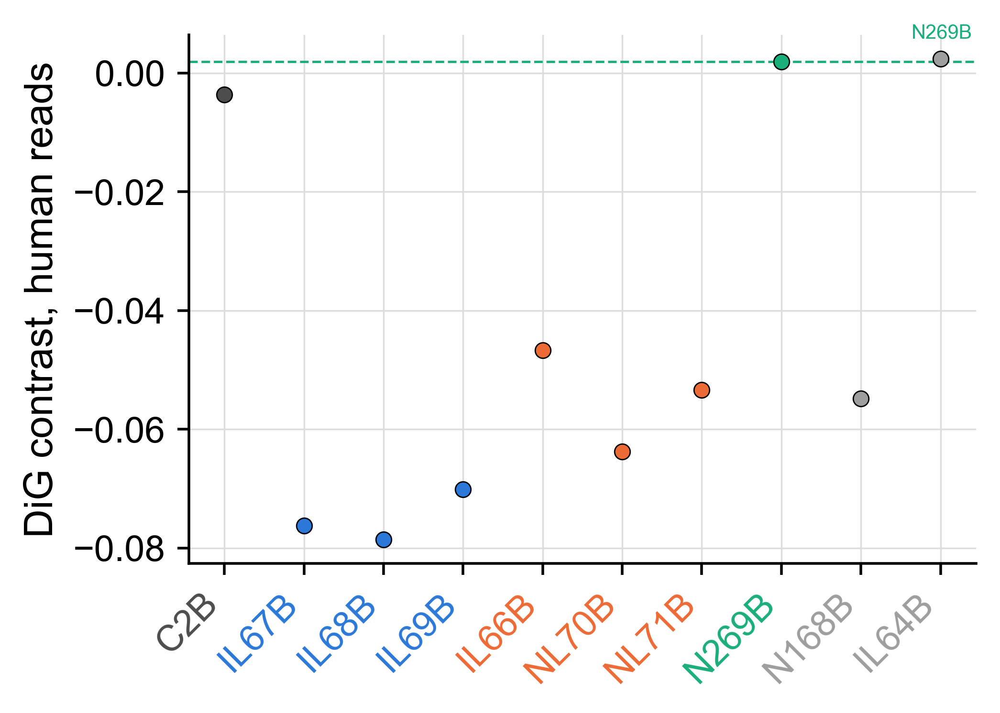 N269B
DiG contrast, human reads
0.00
−0.02
−0.04
−0.06
−0.08
C2B
IL67B
IL68B
IL69B
IL66B
NL70B
NL71B
N269B
N168B
IL64B